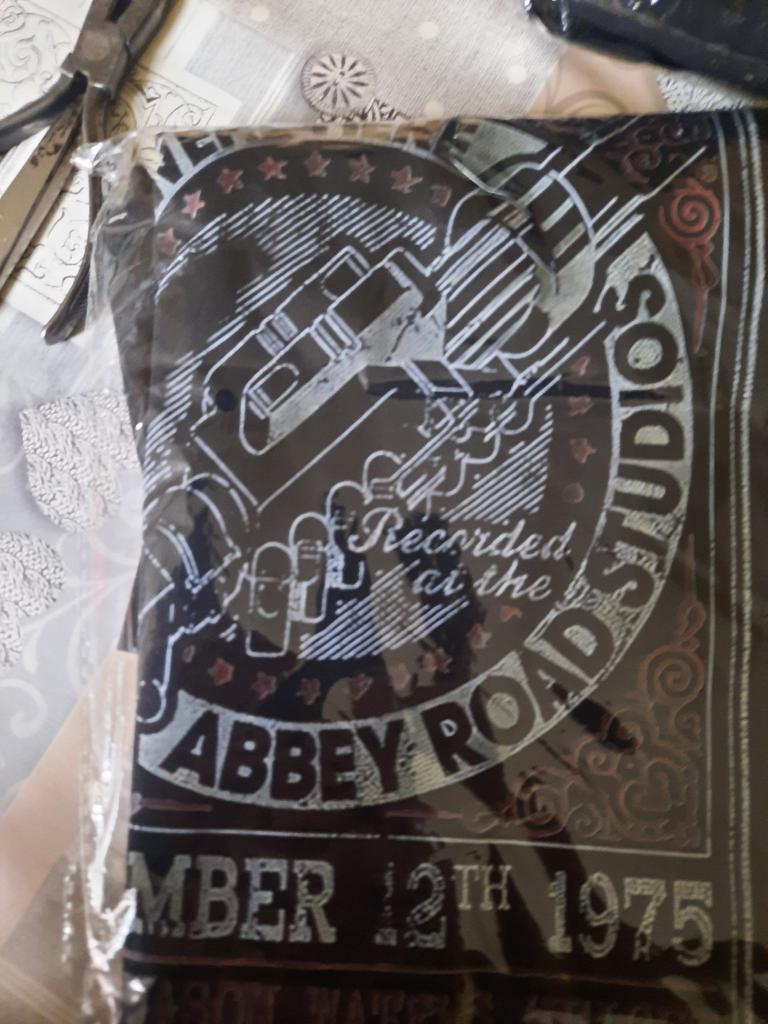 Recorded
at the
ABBEY ROAD STUDIOS
MBER 12TH 1975